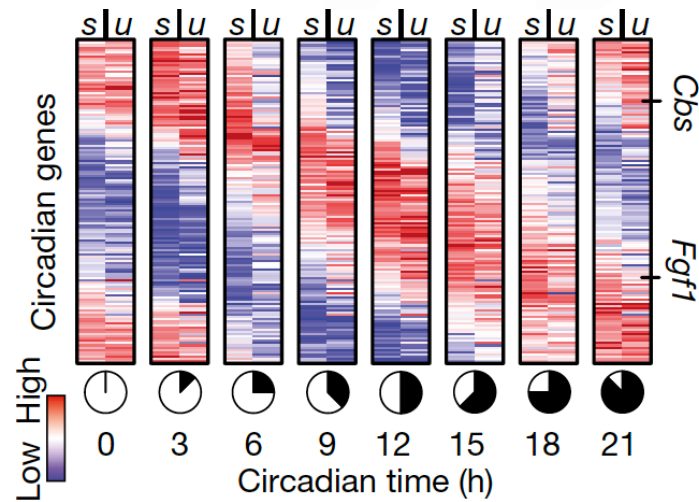 s u s u s u s u s u s u s u s u
Circadian genes
Cbs
Fgf1
Low High
0 3 6 9 12 15 18 21
Circadian time (h)